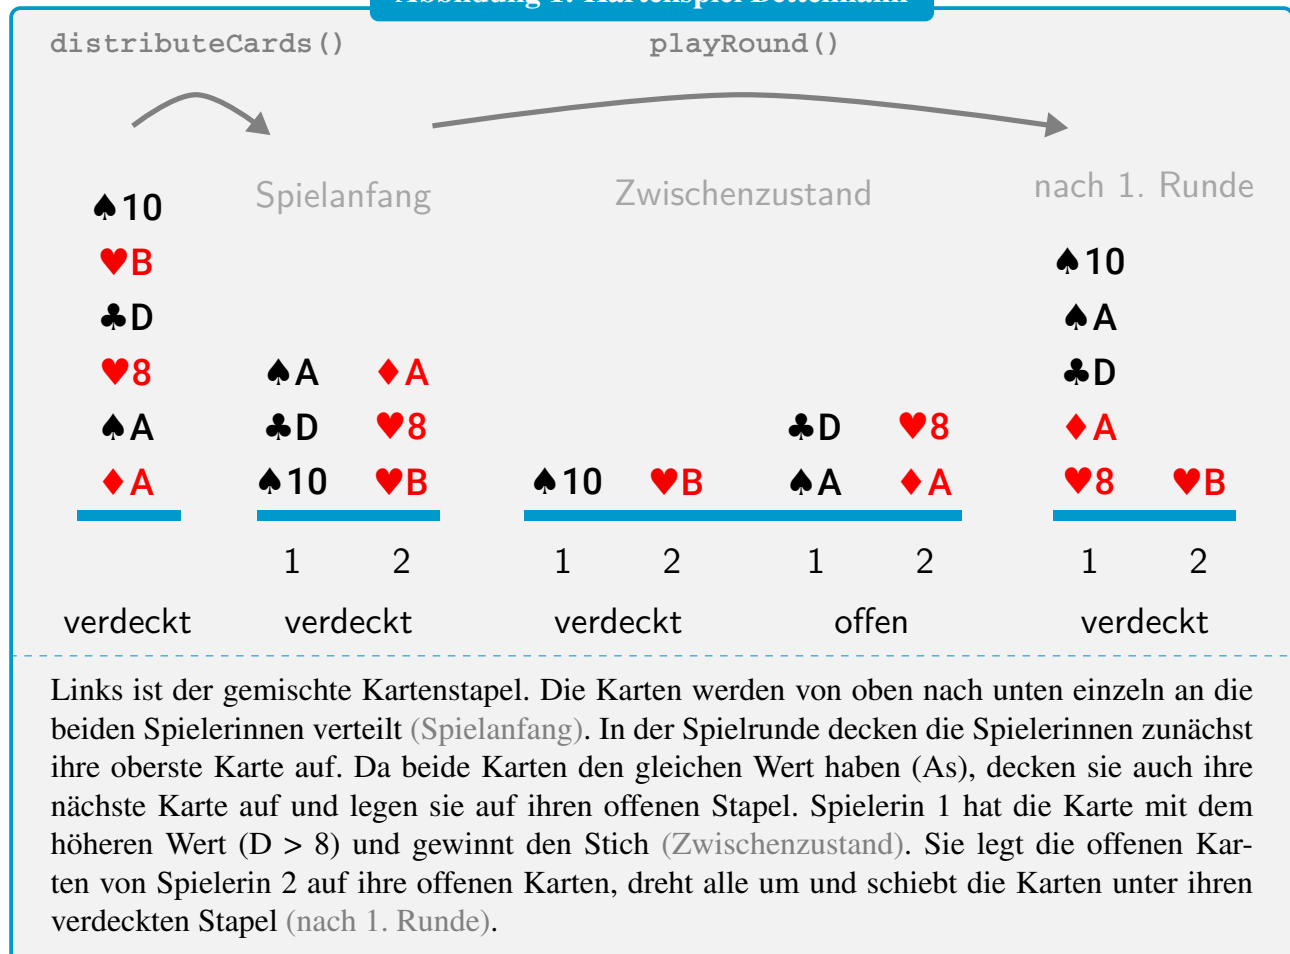 Abbildung 1: Kartenspiel Bettelmann
distributeCards()
playRound()
Spielanfang
Zwischenzustand
nach 1. Runde
♠10
♥B
♣D
♥8
♠A
♦A
verdeckt
♠A ♦A
♣D ♥8
♠10 ♥B
1 2
verdeckt
♠10 ♥B
1 2
verdeckt
♣D ♥8
♠A ♦A
1 2
offen
♠10
♠A
♣D
♦A
♥8 ♥B
1 2
verdeckt
Links ist der gemischte Kartenstapel. Die Karten werden von oben nach unten einzeln an die
beiden Spielerinnen verteilt (Spielanfang). In der Spielrunde decken die Spielerinnen zunächst
ihre oberste Karte auf. Da beide Karten den gleichen Wert haben (As), decken sie auch ihre
nächste Karte auf und legen sie auf ihren offenen Stapel. Spielerin 1 hat die Karte mit dem
höheren Wert (D > 8) und gewinnt den Stich (Zwischenzustand). Sie legt die offenen Kar-
ten von Spielerin 2 auf ihre offenen Karten, dreht alle um und schiebt die Karten unter ihren
verdeckten Stapel (nach 1. Runde).